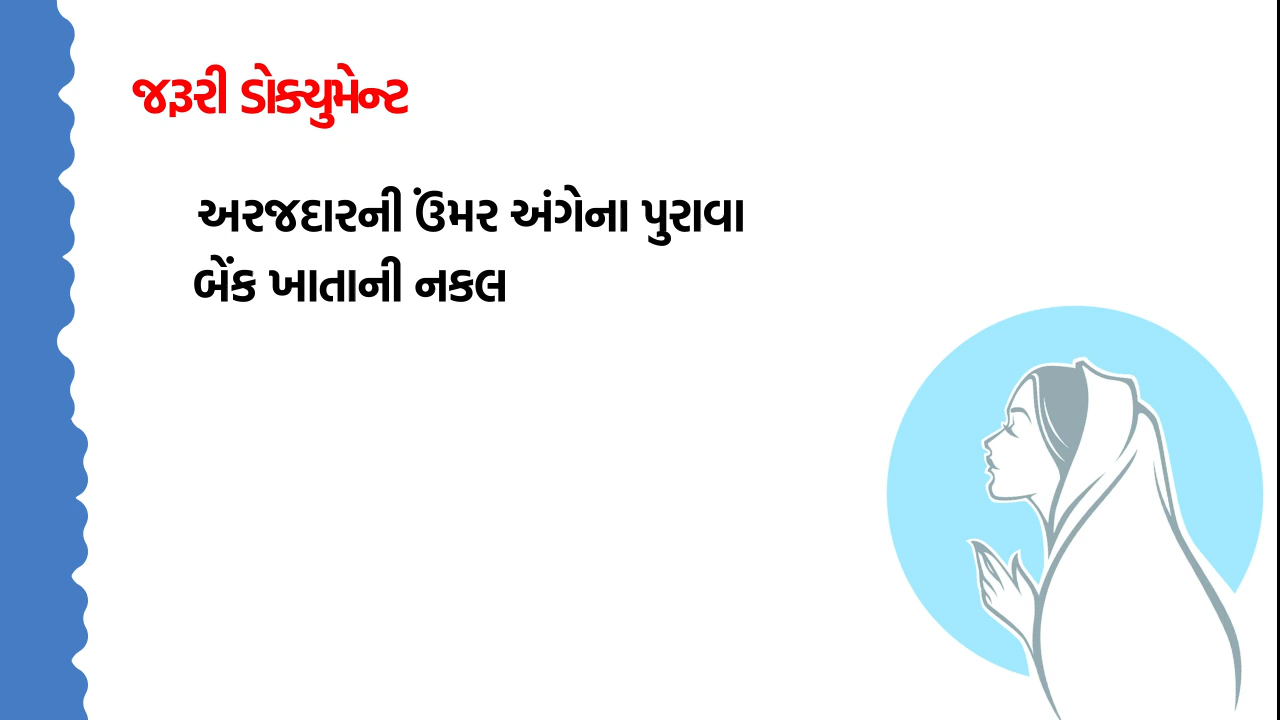 જરૂરી ડોક્યુમેન્ટ
અરજદારની ઉંમર અંગેના પુરાવા
બેંક ખાતાની નકલ